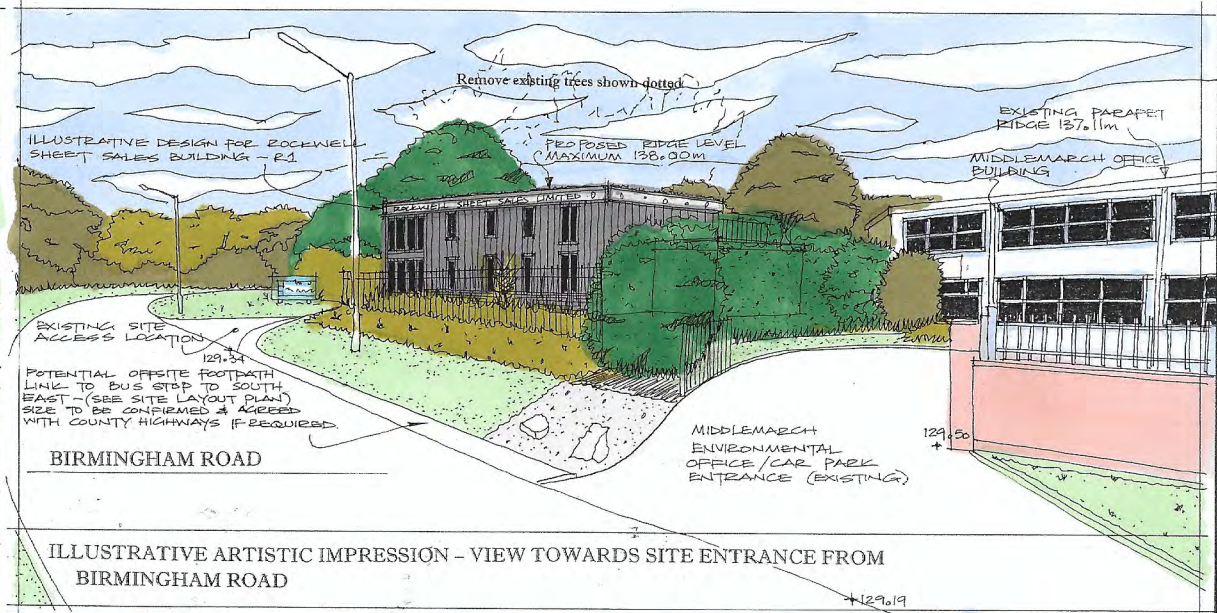 Remove existing trees shown dotted
EXISTING PARAPET
RIDGE 137.11m
ILLUSTRATIVE DESIGN FOR ROCKWELL
SHEET SALES BUILDING - R1
PROPOSED RIDGE LEVEL
MAXIMUM 138.00m
MIDDLEMARCH OFFICE
BUILDING
ROCKWELL SHEET SALES LIMITED
EXISTING SITE
ACCESS LOCATION
129.34
POTENTIAL OFFSITE FOOTPATH
LINK TO BUS STOP TO SOUTH
EAST - (SEE SITE LAYOUT PLAN)
SIZE TO BE CONFIRMED & AGREED
WITH COUNTY HIGHWAYS IF REQUIRED.
MIDDLEMARCH
ENVIRONMENTAL
OFFICE / CAR PARK
ENTRANCE (EXISTING)
129.50
BIRMINGHAM ROAD
ILLUSTRATIVE ARTISTIC IMPRESSION – VIEW TOWARDS SITE ENTRANCE FROM
BIRMINGHAM ROAD
129.19